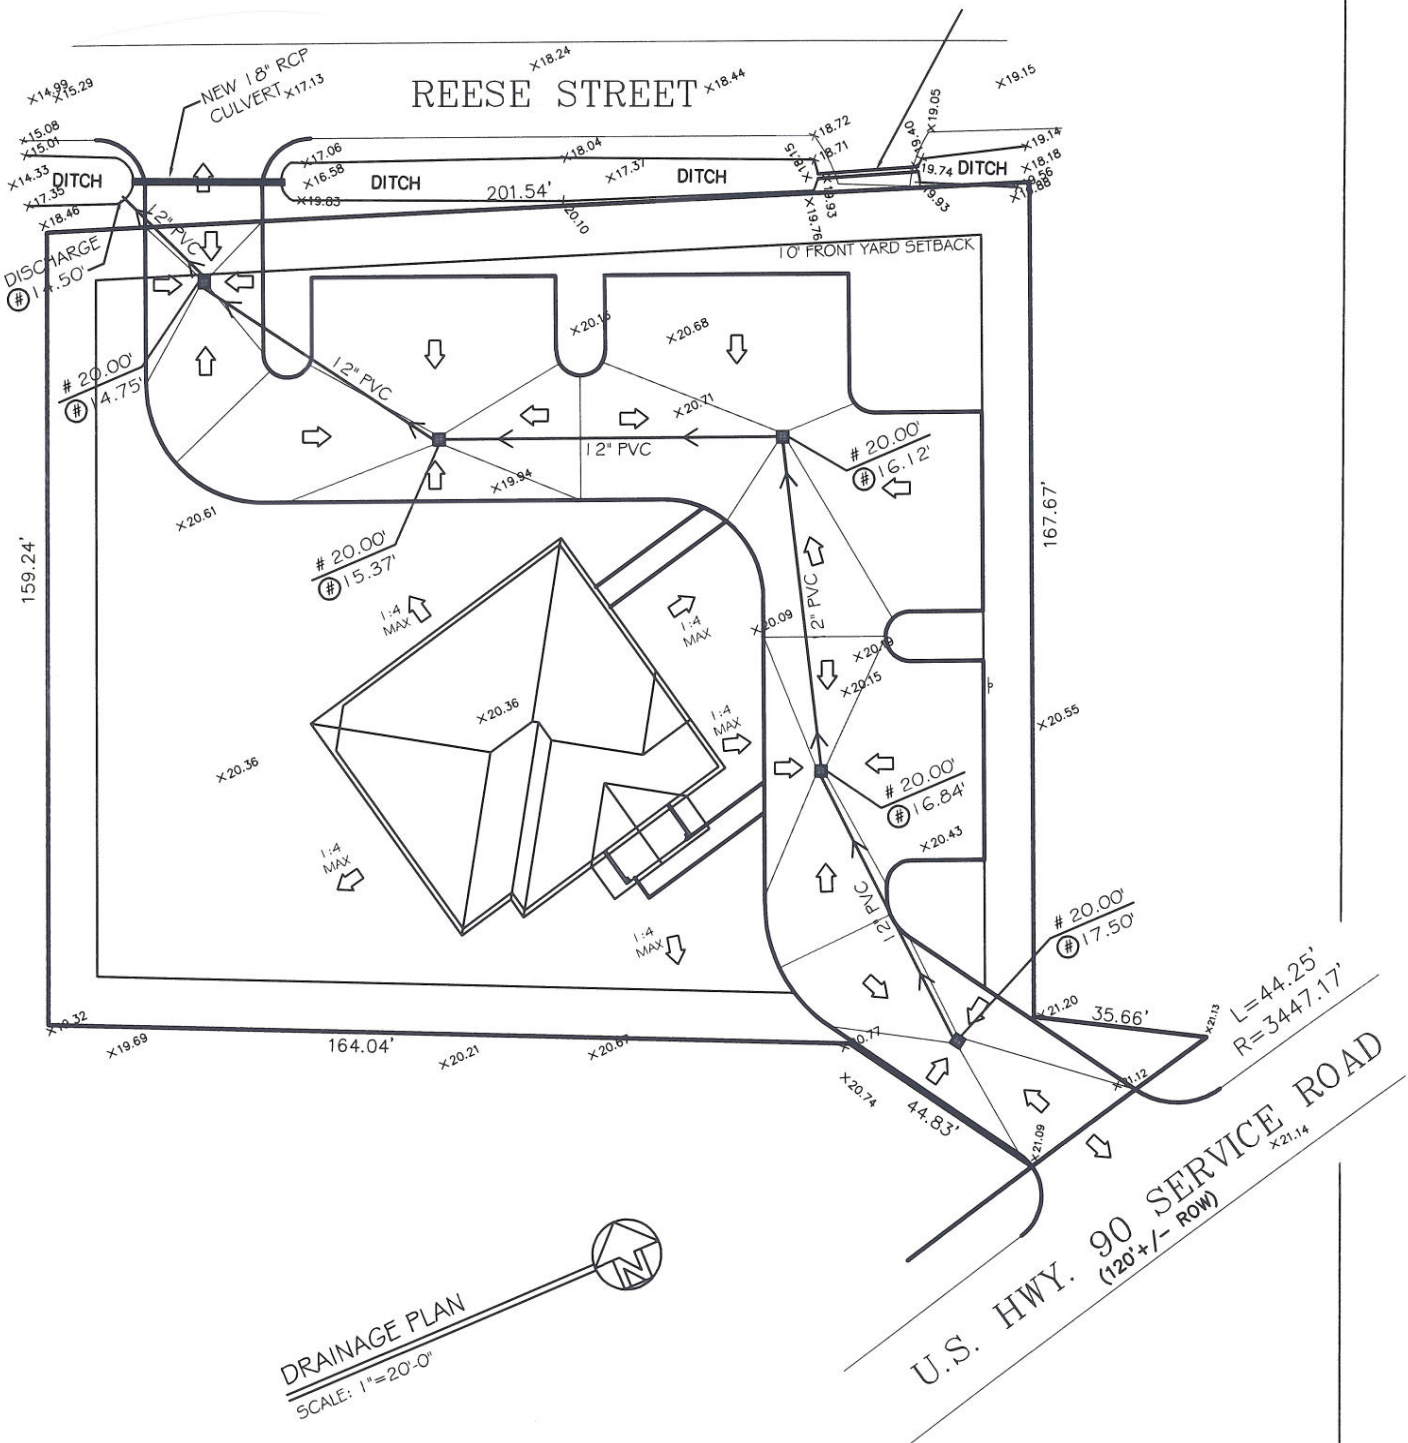 ×18.24
×14.99
×15.29
NEW 18" RCP
CULVERT
×17.13
REESE STREET
×18.44
×19.15
×15.08
×15.01
×14.33
DITCH
×17.35
×18.46
×17.06
×16.58
×19.83
DITCH
201.54'
×18.04
×17.37
×20.10
DITCH
×18.72
×18.71
×18.15
×19.93
×19.76
×19.40
×19.05
19.74
×19.93
DITCH
×19.14
×18.18
10' FRONT YARD SETBACK
12" PVC
DISCHARGE
# 14.50'
# 20.00'
# 14.75'
12" PVC
×20.68
×20.71
12" PVC
# 20.00'
# 16.12'
×19.94
×20.61
# 20.00'
# 15.37'
159.24'
167.67'
1:4
MAX
1:4
MAX
12" PVC
×20.09
×20.15
×20.36
1:4
MAX
×20.55
×20.36
# 20.00'
# 16.84'
×20.43
1:4
MAX
12" PVC
# 20.00'
# 17.50'
1:4
MAX
×19.69
164.04'
×20.21
×20.67
×20.77
×20.74
44.83'
×21.20
35.66'
×21.13
L=44.25'
R=3447.17'
×21.12
×21.09
×21.14
U.S. HWY. 90 SERVICE ROAD
(120'+/- ROW)
N
DRAINAGE PLAN
SCALE: 1"=20'-0"